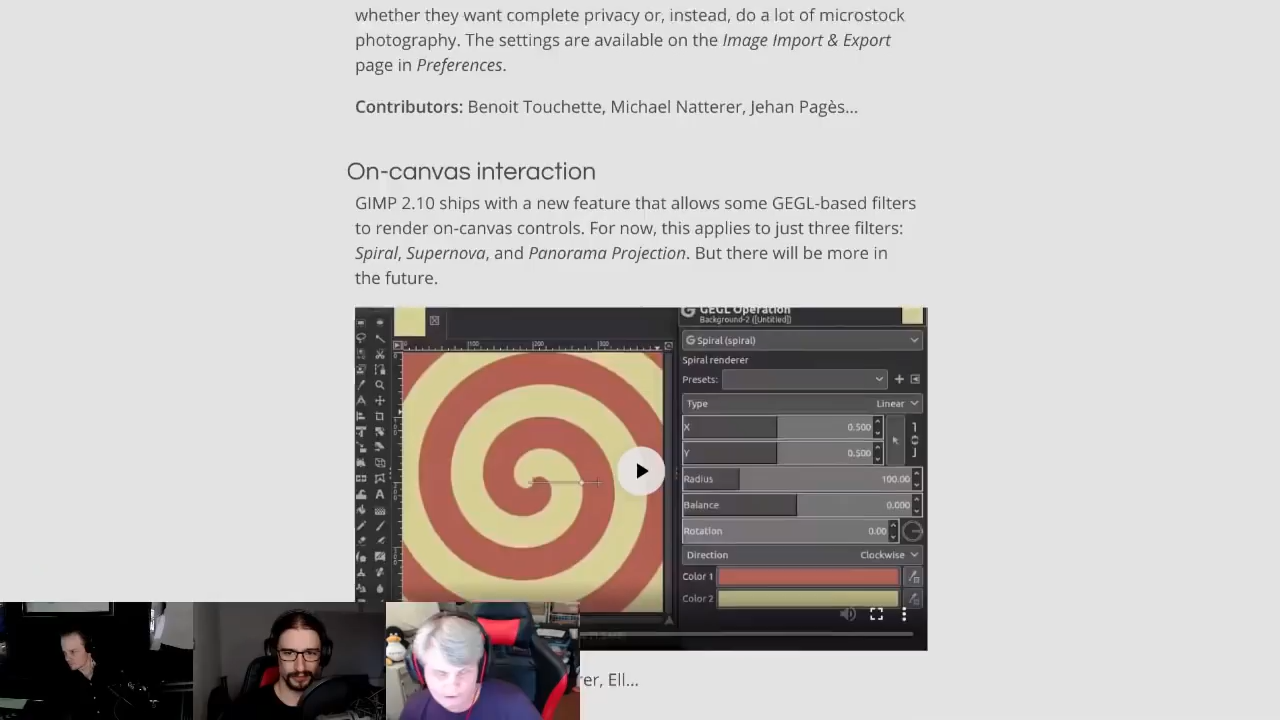 whether they want complete privacy or, instead, do a lot of microstock
photography. The settings are available on the Image Import & Export
page in Preferences.
Contributors: Benoit Touchette, Michael Natterer, Jehan Pagès…
On-canvas interaction
GIMP 2.10 ships with a new feature that allows some GEGL-based filters
to render on-canvas controls. For now, this applies to just three filters:
Spiral, Supernova, and Panorama Projection. But there will be more in
the future.
GEGL Operation
Background-2 ([Untitled])
Spiral (spiral)
Spiral renderer
Presets:
Type Linear
X 0.500
Y 0.500
Radius 100.00
Balance 0.000
Rotation 0.00
Direction Clockwise
Color 1
Color 2
rer, Ell…